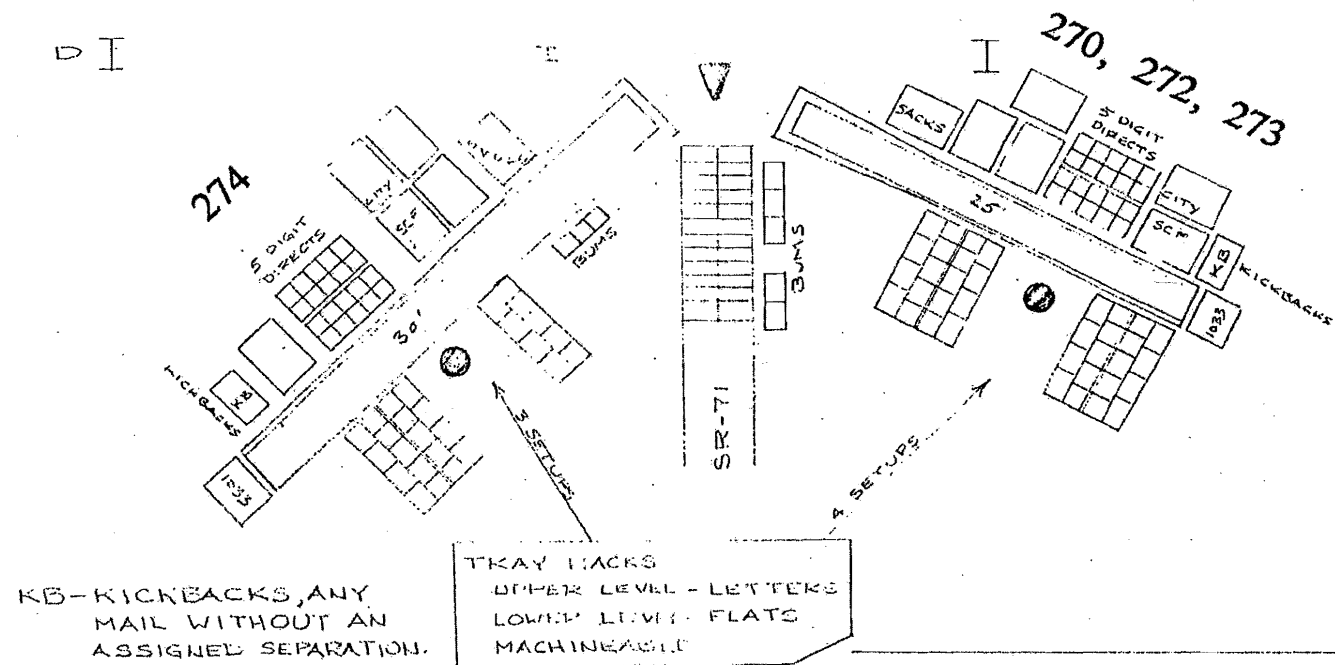 D I
I
270, 272, 273
274
SACKS
5 DIGIT
DIRECTS
CITY
SCF
KB
KICKBACKS
1033
25'
CITY
SCF
5 DIGIT
DIRECTS
BUMS
BUMS
30'
KICKBACKS
KB
1033
SR-71
3 SETUPS
4 SETUPS
KB-KICKBACKS, ANY
MAIL WITHOUT AN
ASSIGNED SEPARATION.
TRAY RACKS
UPPER LEVEL - LETTERS
LOWER LEVEL - FLATS
MACHINEABLE